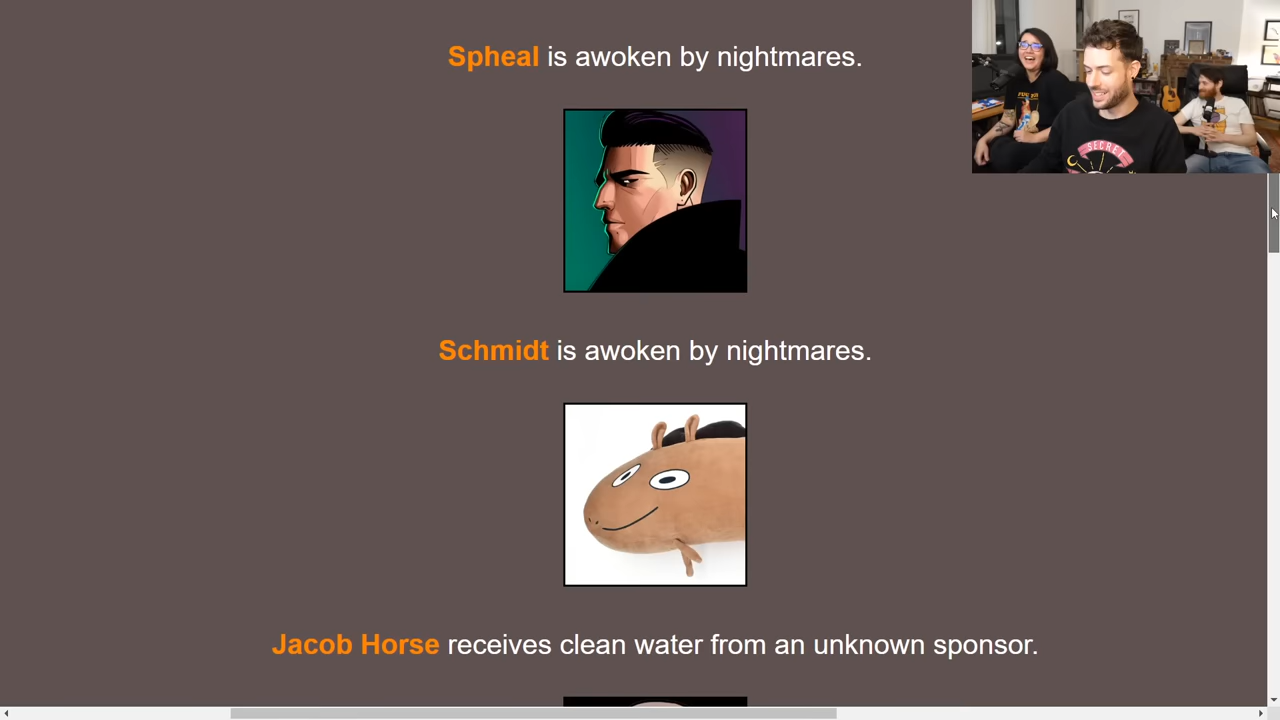 Spheal is awoken by nightmares.
SECRET
Schmidt is awoken by nightmares.
Jacob Horse receives clean water from an unknown sponsor.